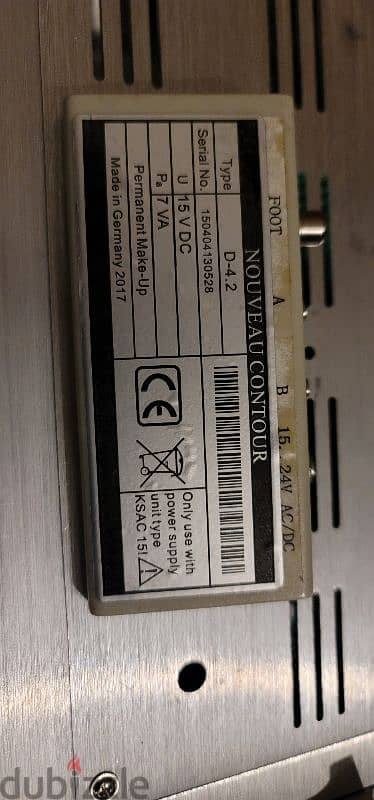 FOOT A B 15. . 24V AC/DC
NOUVEAU CONTOUR
Type D-4.2
Serial No. 150404130528
U 15 V DC
Pa 7 VA
Permanent Make-Up
Made in Germany 2017
CE
Only use with
power supply
unit type
KSAC 15!
dubizzle